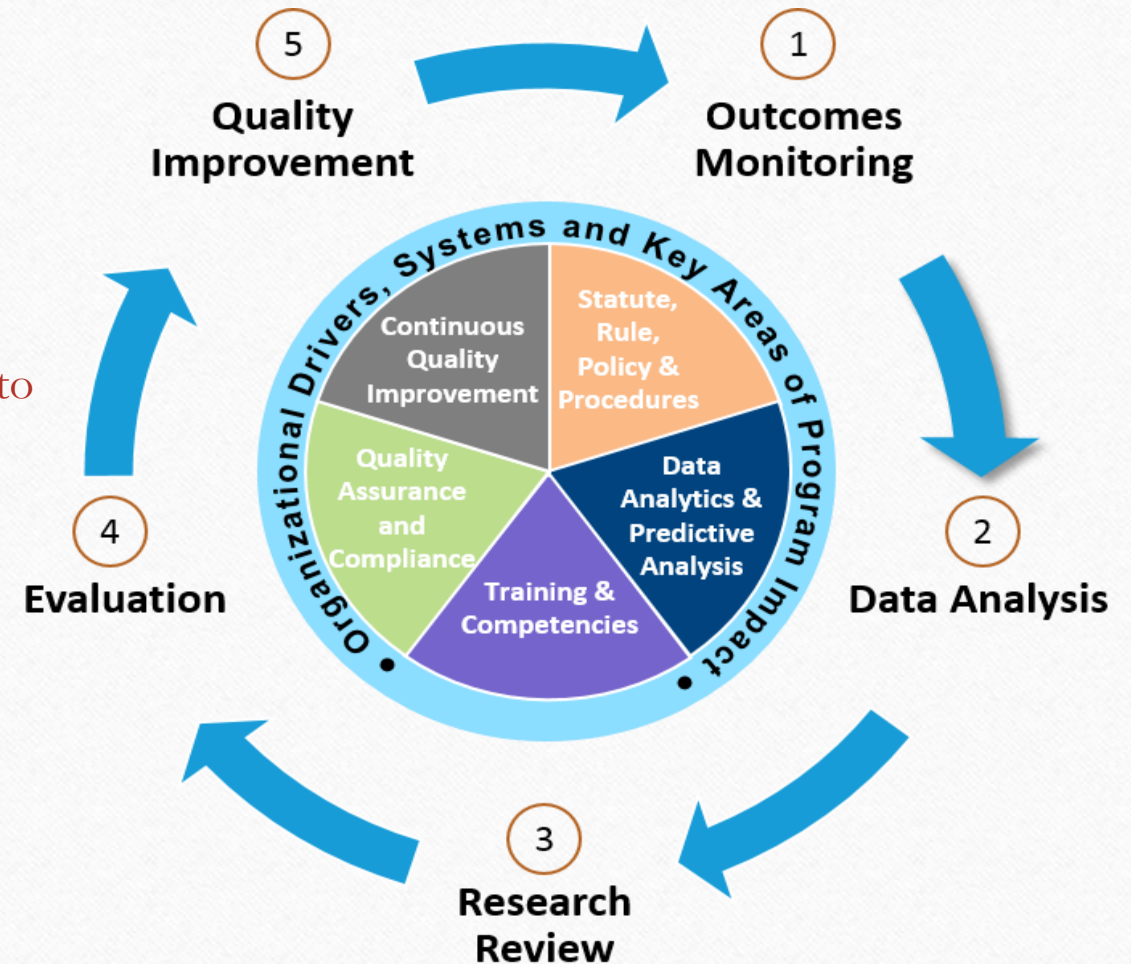 5
Quality
Improvement
1
Outcomes
Monitoring
• Organizational Drivers, Systems and Key Areas of Program Impact •
Continuous
Quality
Improvement
Statute,
Rule,
Policy &
Procedures
to
Quality
Assurance
and
Compliance
Data
Analytics &
Predictive
Analysis
Training &
Competencies
4
Evaluation
2
Data Analysis
3
Research
Review